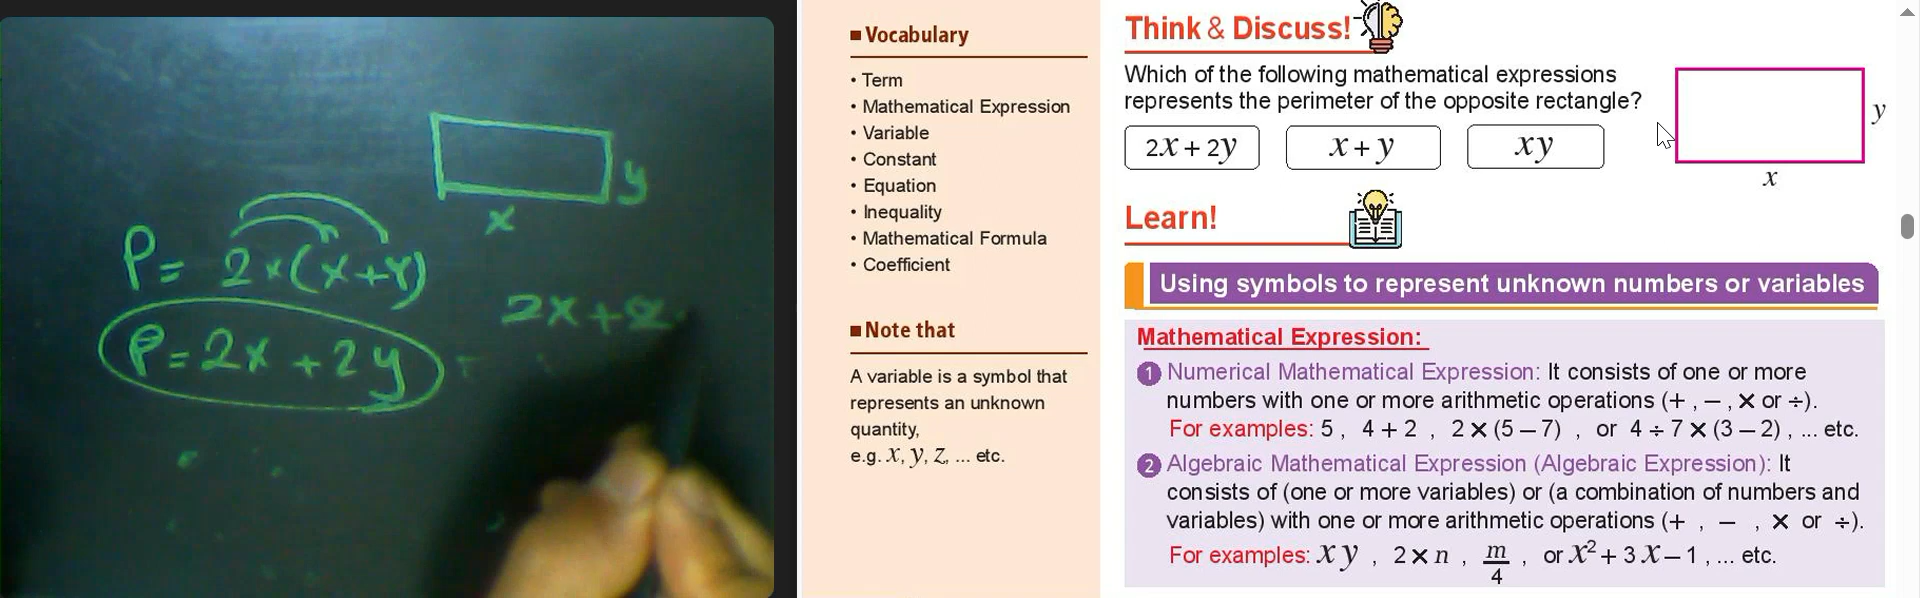 y
x
P = 2 × (x + y)
P = 2x + 2y
2x + 2
Vocabulary
• Term
• Mathematical Expression
• Variable
• Constant
• Equation
• Inequality
• Mathematical Formula
• Coefficient
Note that
A variable is a symbol that
represents an unknown
quantity,
e.g. x, y, z, ... etc.
Think & Discuss!
Which of the following mathematical expressions
represents the perimeter of the opposite rectangle?
2x + 2y    x + y    xy
y
x
Learn!
Using symbols to represent unknown numbers or variables
Mathematical Expression:
1 Numerical Mathematical Expression: It consists of one or more
numbers with one or more arithmetic operations (+ , − , × or ÷).
For examples: 5 , 4 + 2 , 2 × (5 – 7) , or 4 ÷ 7 × (3 – 2) , ... etc.
2 Algebraic Mathematical Expression (Algebraic Expression): It
consists of (one or more variables) or (a combination of numbers and
variables) with one or more arithmetic operations (+ , − , × or ÷).
For examples: x y , 2 × n , m/4 , or x² + 3 x – 1 , ... etc.